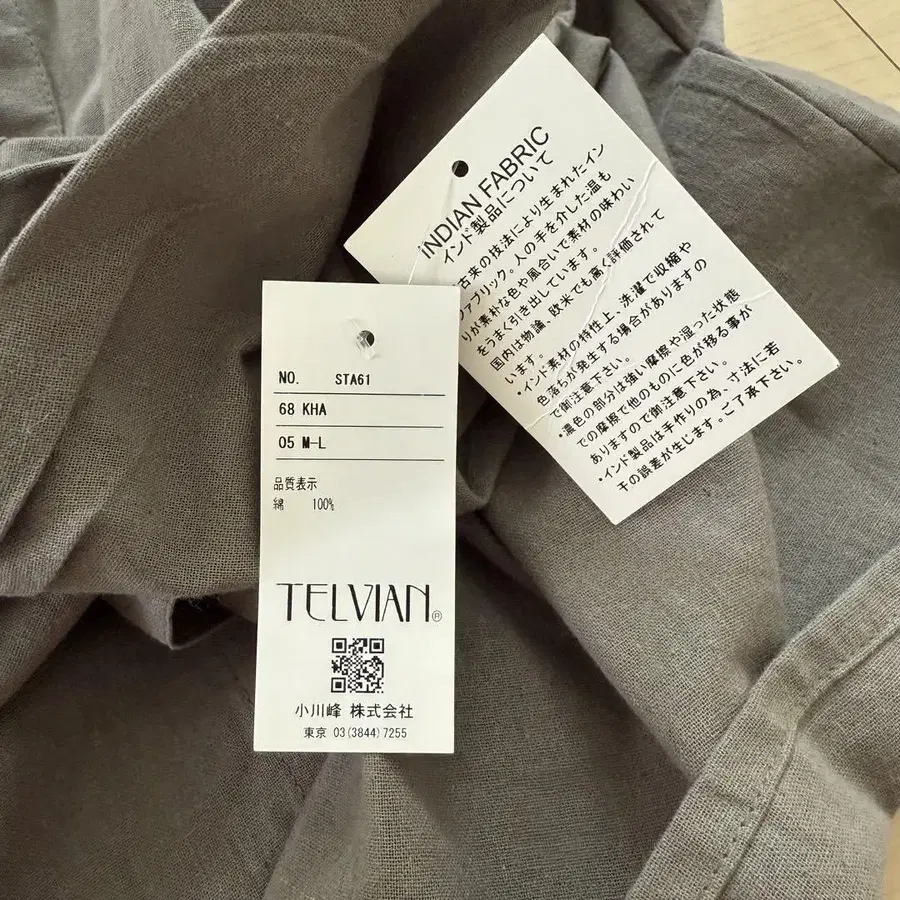 NO. STA61
68 KHA
05 M-L
品質表示
綿 100%
TELVIAN®
小川峰 株式会社
東京 03(3844)7255
iNDIAN FABRIC
インド製品について
古来の技法により生まれたイン
ファブリック。人の手を介した温も
りが素朴な色や風合いで素材の味わい
をうまく引き出しています。
国内は物論、欧米でも高く評価されて
います。
・インド素材の特性上、洗濯で収縮や
色落ちが発生する場合がありますの
で御注意下さい。
・濃色の部分は強い摩擦や湿った状態
での摩擦で他のものに色が移る事が
ありますので御注意下さい。
・インド製品は手作りの為、寸法に若
干の誤差が生じます。ご了承下さい。